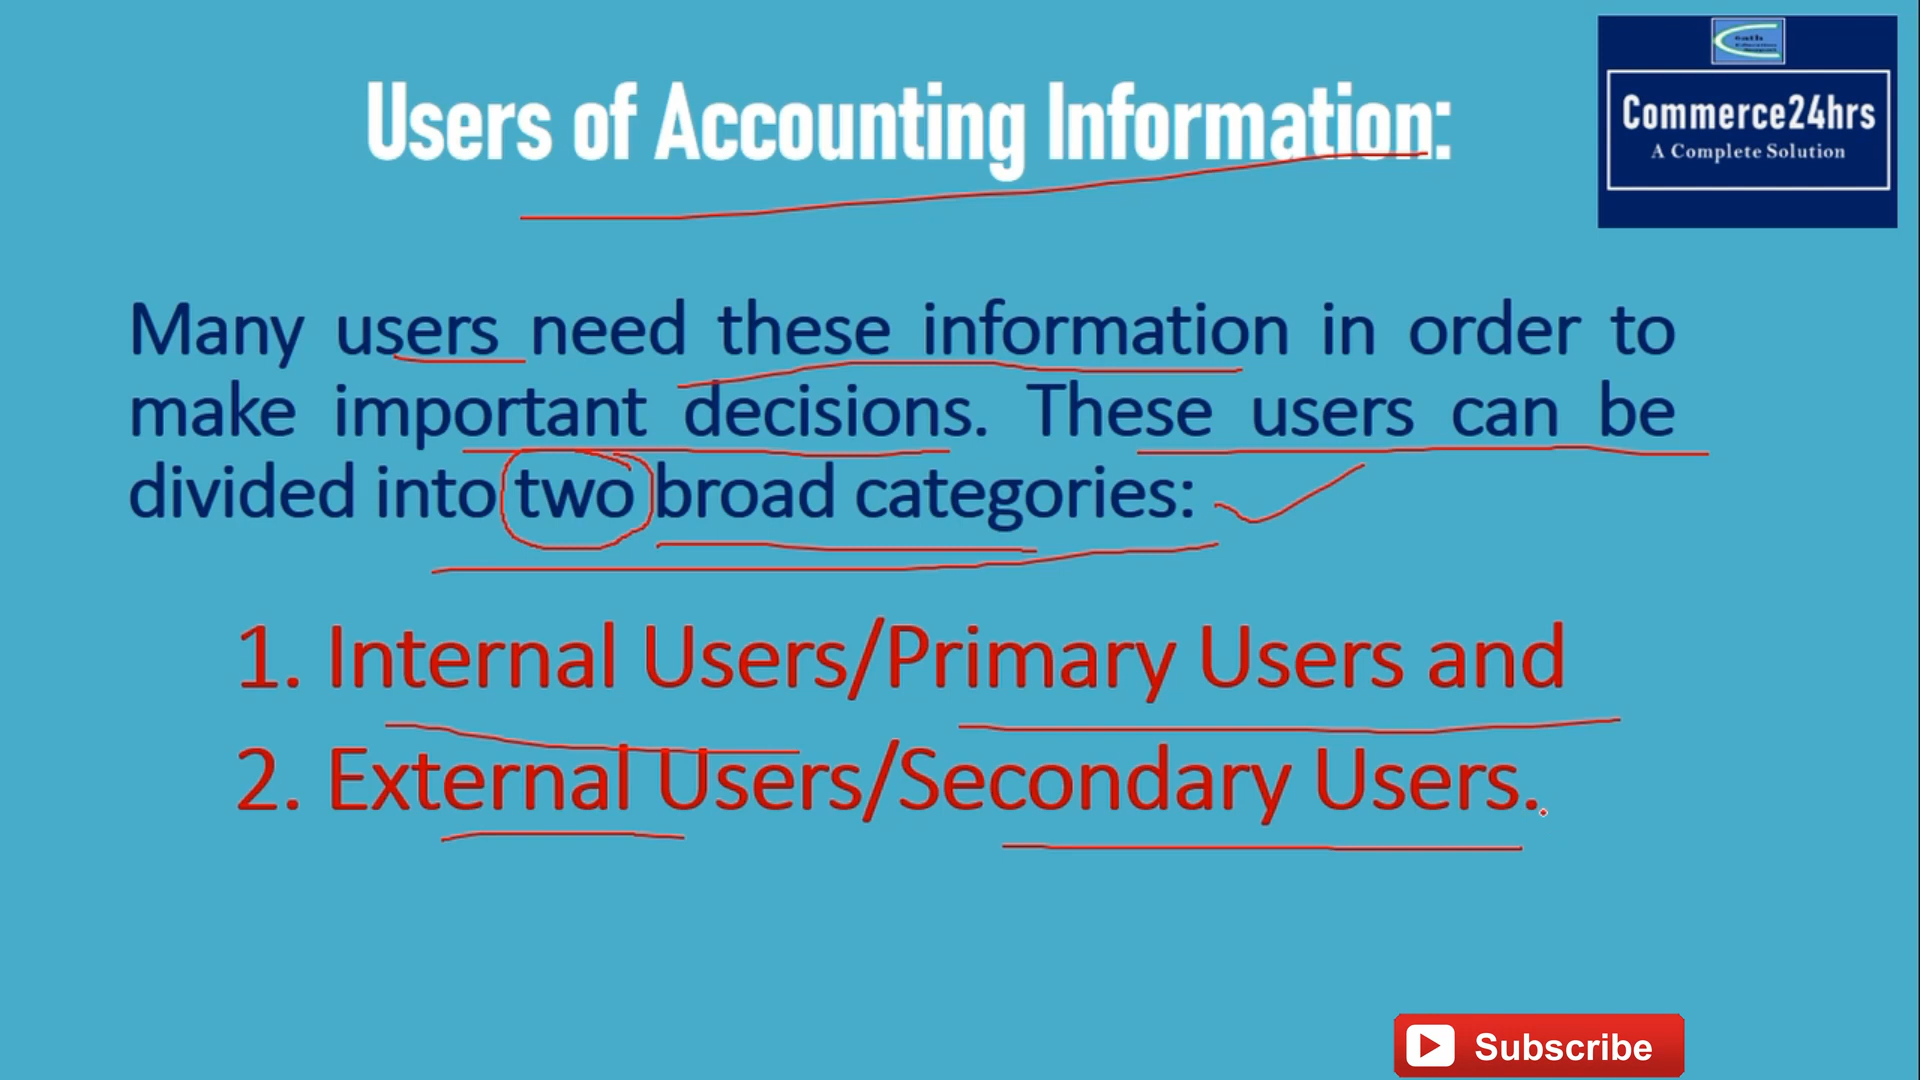 Users of Accounting Information:
Commerce24hrs
A Complete Solution
Many users need these information in order to
make important decisions. These users can be
divided into two broad categories:
1. Internal Users/Primary Users and
2. External Users/Secondary Users.
Subscribe